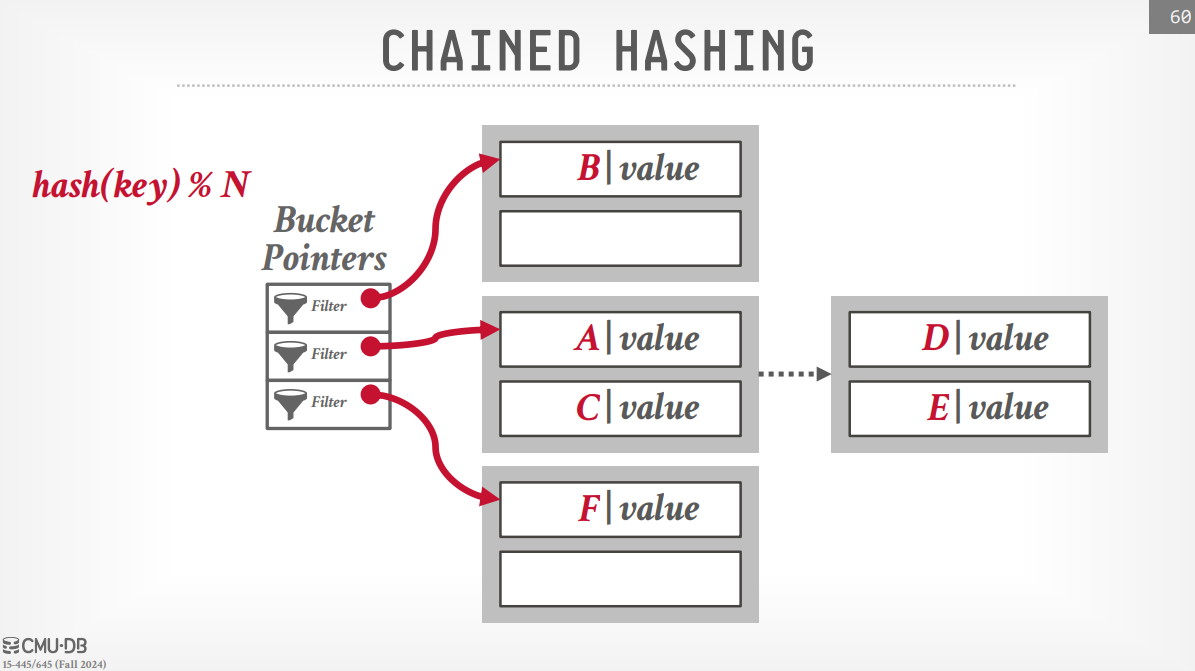 60
CHAINED HASHING
hash(key) % N
Bucket
Pointers
Filter
Filter
Filter
B|value
A|value
C|value
D|value
E|value
F|value
CMU·DB
15-445/645 (Fall 2024)